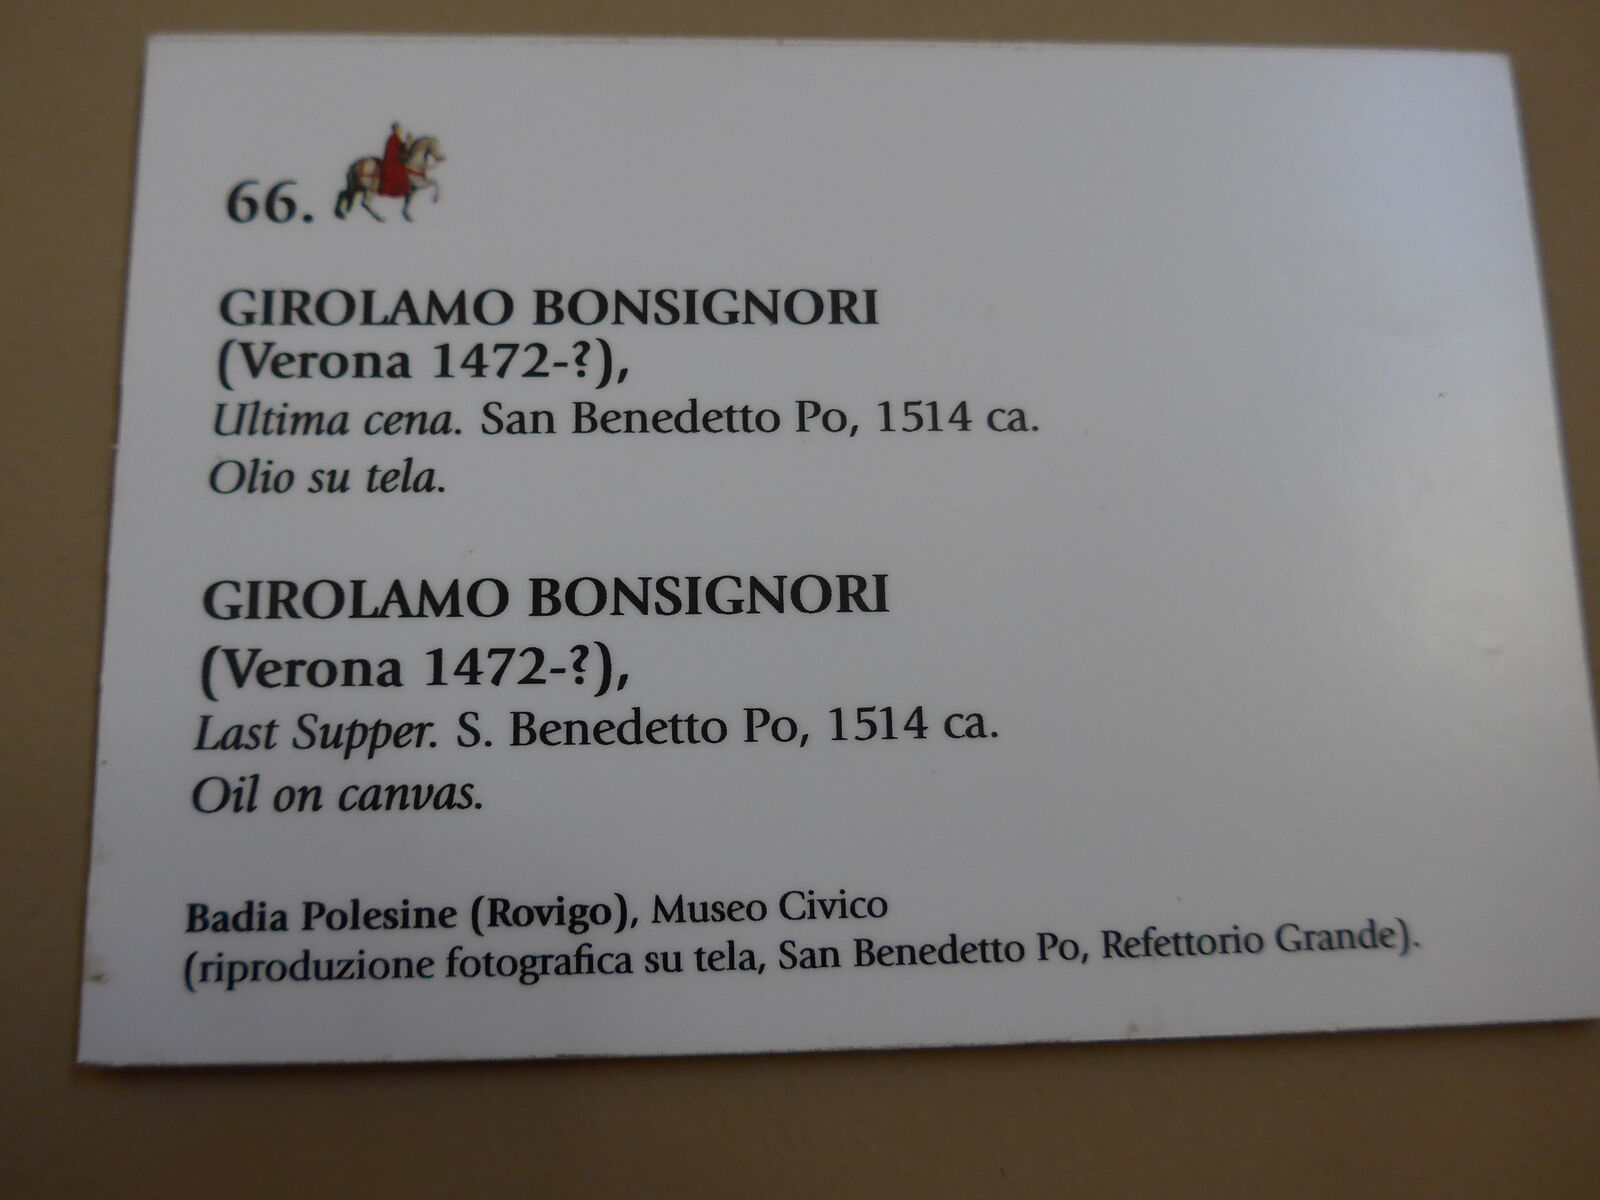 66.
GIROLAMO BONSIGNORI
(Verona 1472-?),
Ultima cena. San Benedetto Po, 1514 ca.
Olio su tela.
GIROLAMO BONSIGNORI
(Verona 1472-?),
Last Supper. S. Benedetto Po, 1514 ca.
Oil on canvas.
Badia Polesine (Rovigo), Museo Civico
(riproduzione fotografica su tela, San Benedetto Po, Refettorio Grande).